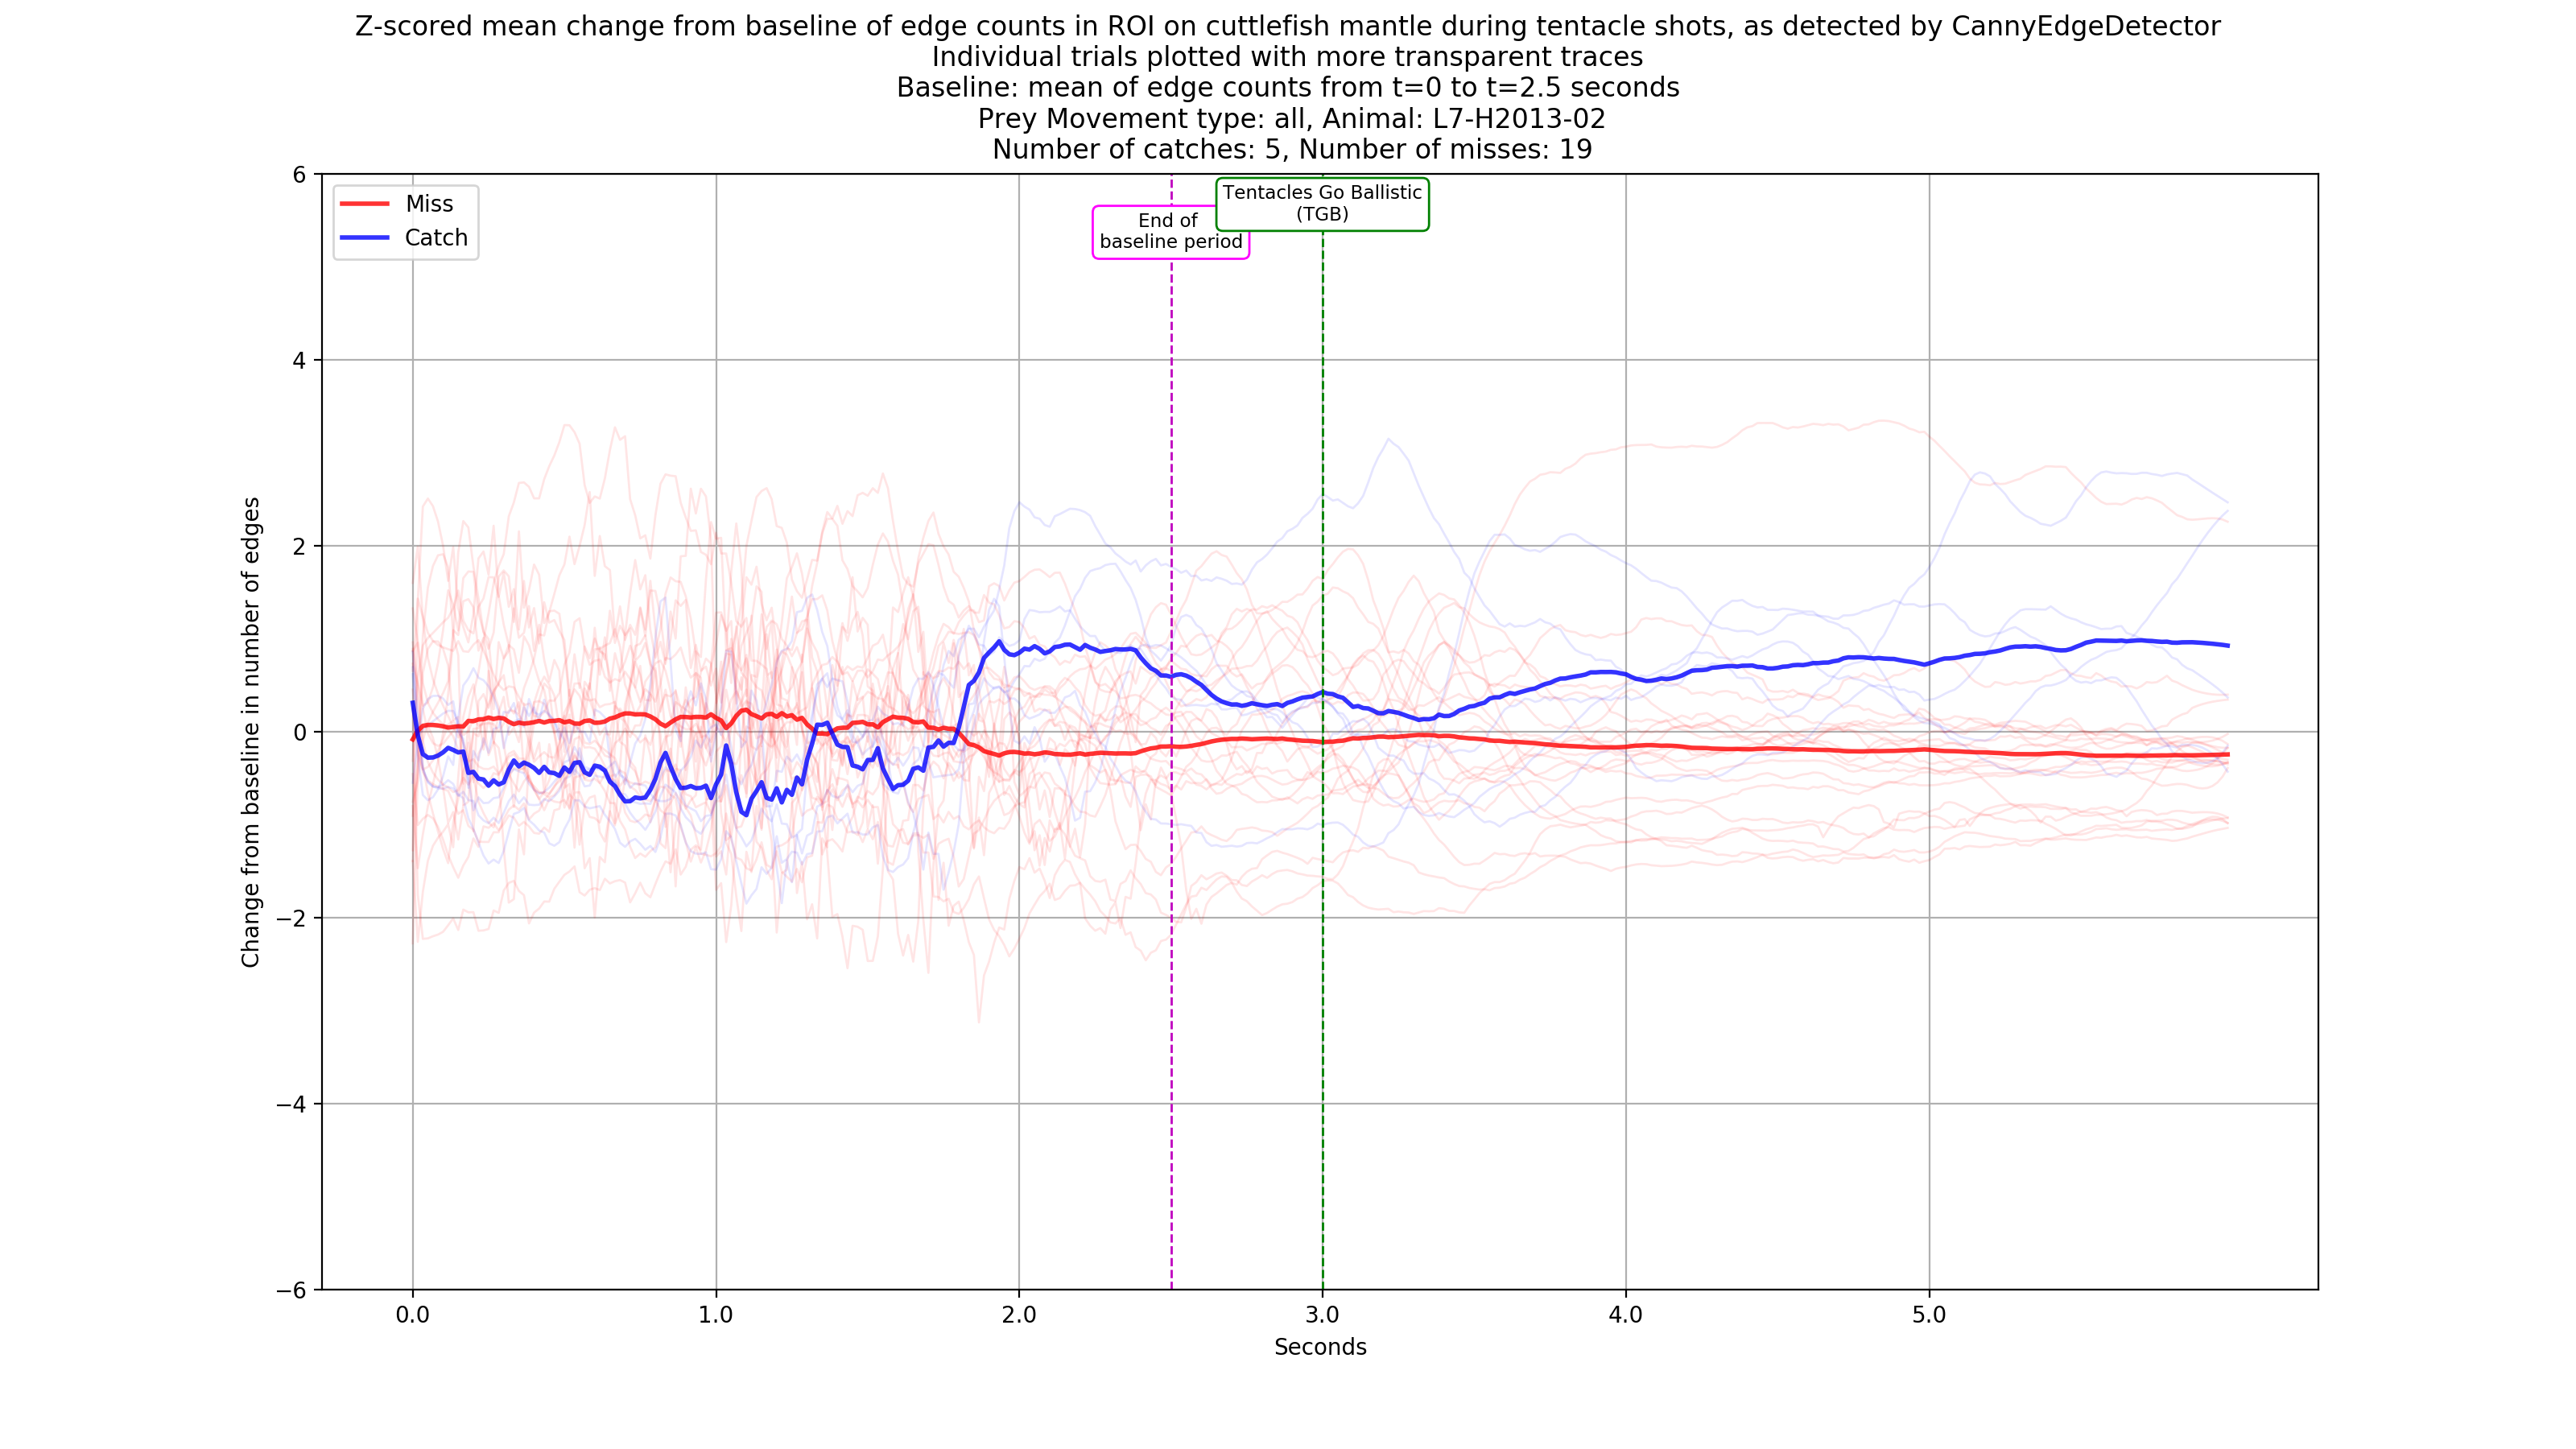 Z-scored mean change from baseline of edge counts in ROI on cuttlefish mantle during tentacle shots, as detected by CannyEdgeDetector
Individual trials plotted with more transparent traces
Baseline: mean of edge counts from t=0 to t=2.5 seconds
Prey Movement type: all, Animal: L7-H2013-02
Number of catches: 5, Number of misses: 19
Miss
Catch
End of
baseline period
Tentacles Go Ballistic
(TGB)
Change from baseline in number of edges
6
4
2
0
−2
−4
−6
0.0
1.0
2.0
3.0
4.0
5.0
Seconds